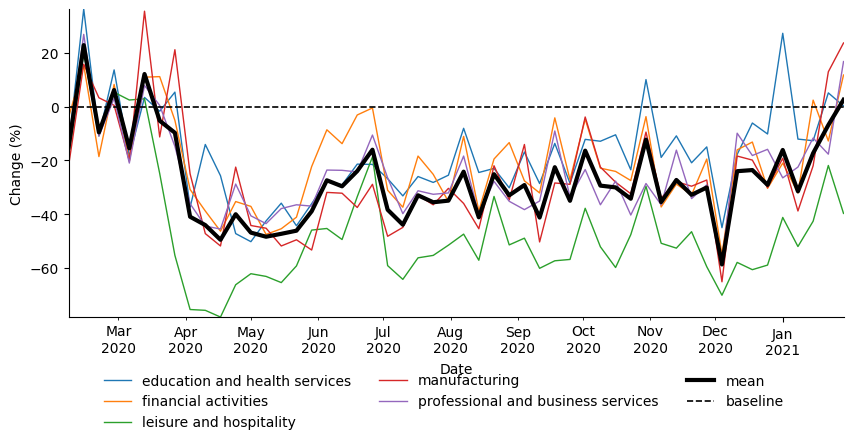 20
0
−20
−40
−60
Change (%)
Mar Apr May Jun Jul Aug Sep Oct Nov Dec Jan
2020 2020 2020 2020 2020 2020 2020 2020 2020 2020 2021
Date
education and health services manufacturing mean
financial activities professional and business services baseline
leisure and hospitality